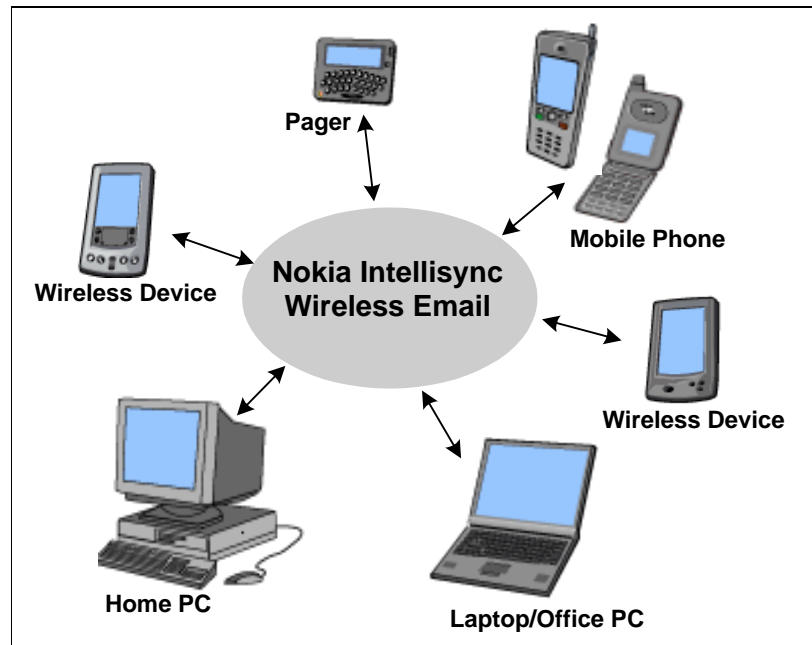 Pager
Mobile Phone
Wireless Device
Nokia Intellisync
Wireless Email
Wireless Device
Home PC
Laptop/Office PC